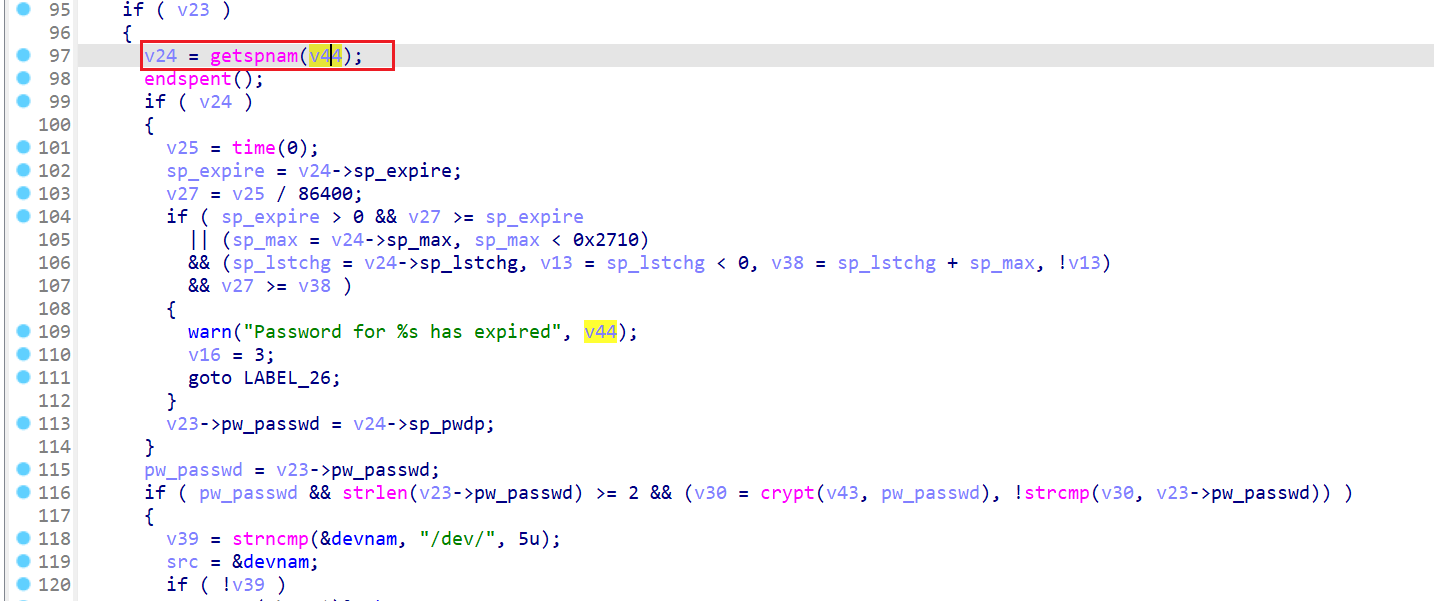 95 if ( v23 )
96 {
97 v24 = getspnam(v44);
98 endspent();
99 if ( v24 )
100 {
101 v25 = time(0);
102 sp_expire = v24->sp_expire;
103 v27 = v25 / 86400;
104 if ( sp_expire > 0 && v27 >= sp_expire
105 || (sp_max = v24->sp_max, sp_max < 0x2710)
106 && (sp_lstchg = v24->sp_lstchg, v13 = sp_lstchg < 0, v38 = sp_lstchg + sp_max, !v13)
107 && v27 >= v38 )
108 {
109 warn("Password for %s has expired", v44);
110 v16 = 3;
111 goto LABEL_26;
112 }
113 v23->pw_passwd = v24->sp_pwdp;
114 }
115 pw_passwd = v23->pw_passwd;
116 if ( pw_passwd && strlen(v23->pw_passwd) >= 2 && (v30 = crypt(v43, pw_passwd), !strcmp(v30, v23->pw_passwd)) )
117 {
118 v39 = strncmp(&devnam, "/dev/", 5u);
119 src = &devnam;
120 if ( !v39 )